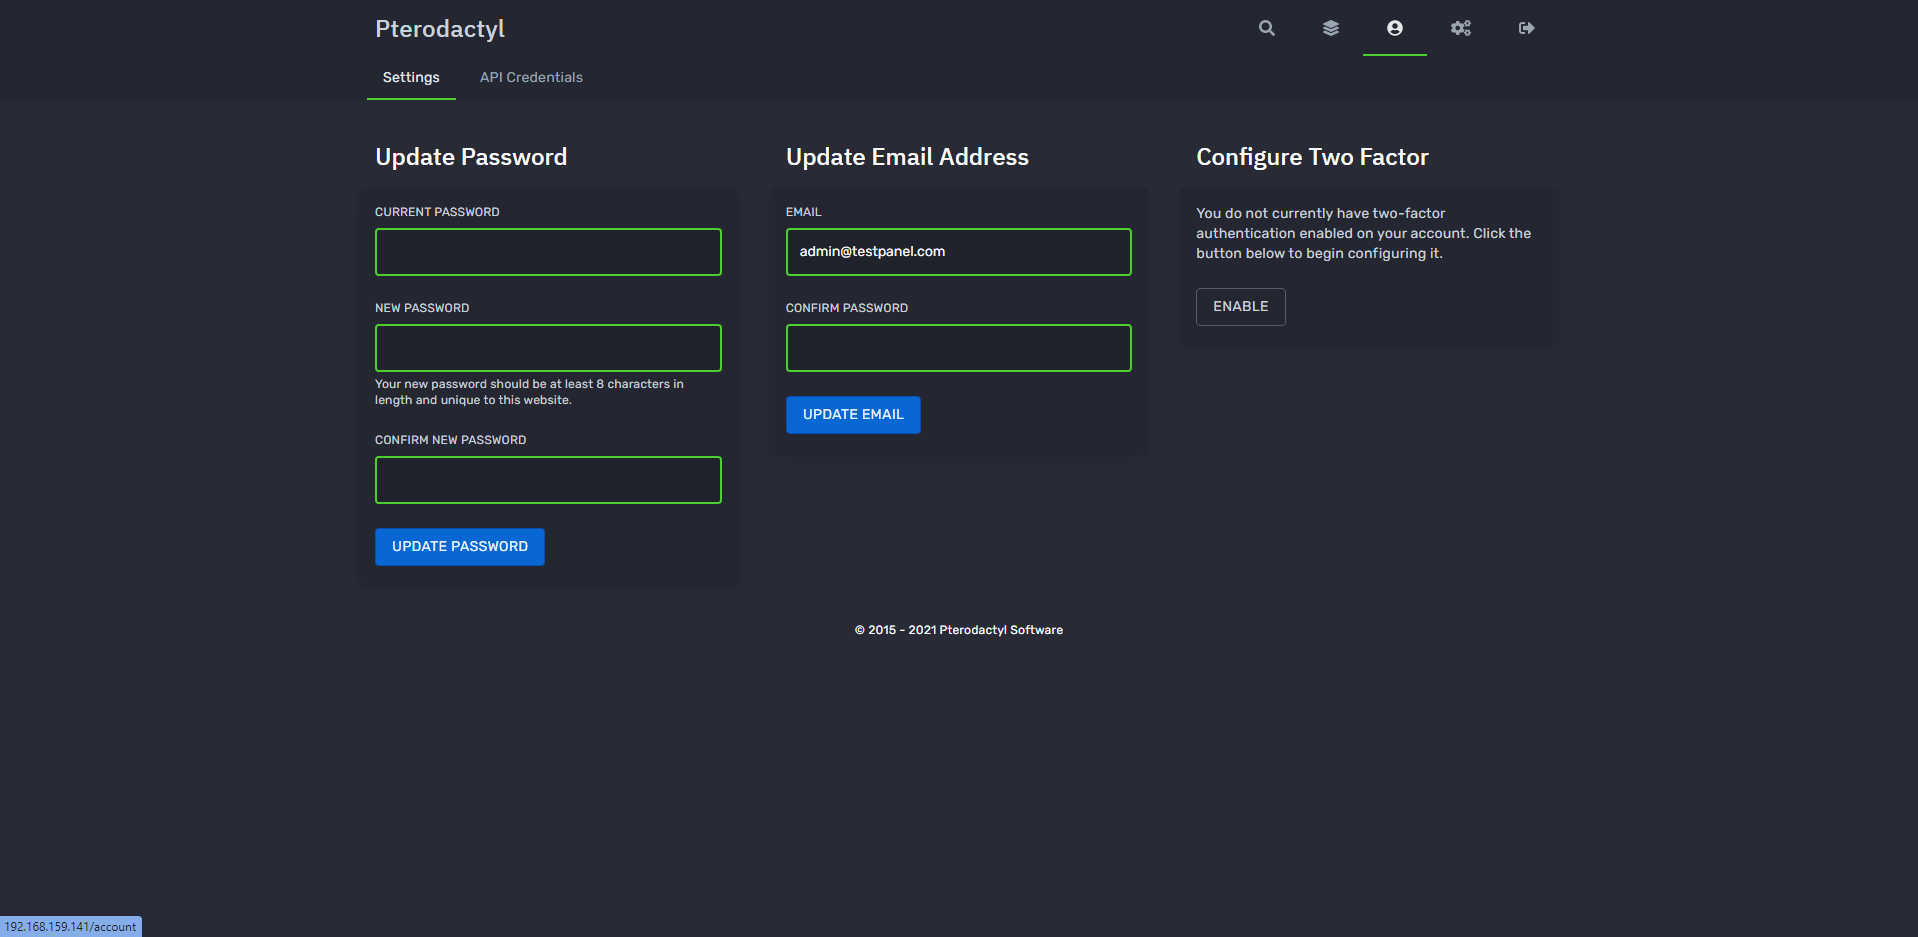 Pterodactyl
Settings
API Credentials
Update Password
CURRENT PASSWORD
NEW PASSWORD
Your new password should be at least 8 characters in
length and unique to this website.
CONFIRM NEW PASSWORD
UPDATE PASSWORD
Update Email Address
EMAIL
admin@testpanel.com
CONFIRM PASSWORD
UPDATE EMAIL
Configure Two Factor
You do not currently have two-factor
authentication enabled on your account. Click the
button below to begin configuring it.
ENABLE
© 2015 - 2021 Pterodactyl Software
192.168.159.141/account